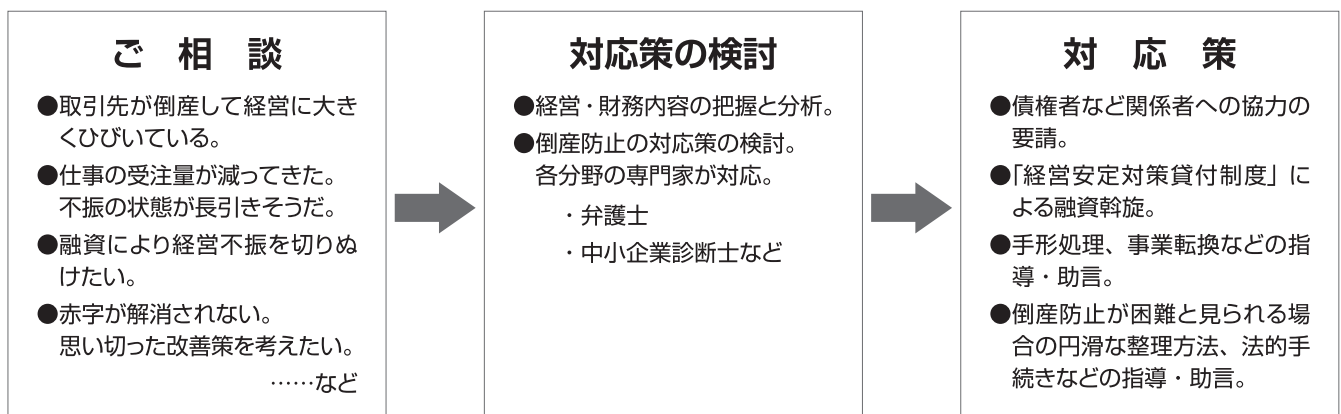 ご 相 談
●取引先が倒産して経営に大き
くひびいている。
●仕事の受注量が減ってきた。
不振の状態が長引きそうだ。
●融資により経営不振を切りぬ
けたい。
●赤字が解消されない。
思い切った改善策を考えたい。
……など
対応策の検討
●経営・財務内容の把握と分析。
●倒産防止の対応策の検討。
各分野の専門家が対応。
・弁護士
・中小企業診断士など
対 応 策
●債権者など関係者への協力の
要請。
●「経営安定対策貸付制度」に
よる融資斡旋。
●手形処理、事業転換などの指
導・助言。
●倒産防止が困難と見られる場
合の円滑な整理方法、法的手
続きなどの指導・助言。